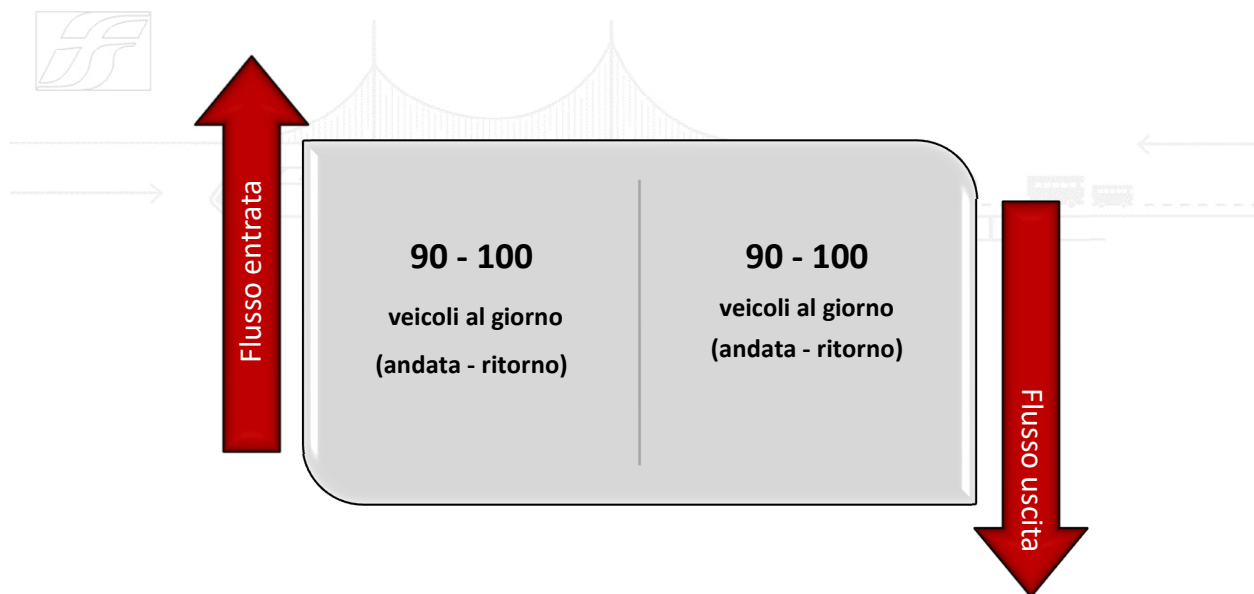 Flusso entrata
90 - 100
veicoli al giorno
(andata - ritorno)
90 - 100
veicoli al giorno
(andata - ritorno)
Flusso uscita